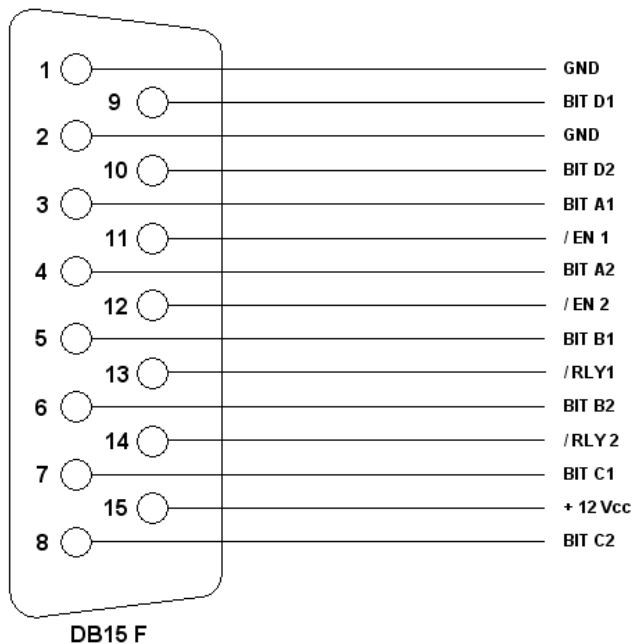 1 GND
9 BIT D1
2 GND
10 BIT D2
3 BIT A1
11 / EN 1
4 BIT A2
12 / EN 2
5 BIT B1
13 / RLY1
6 BIT B2
14 / RLY 2
7 BIT C1
15 + 12 Vcc
8 BIT C2
DB15 F